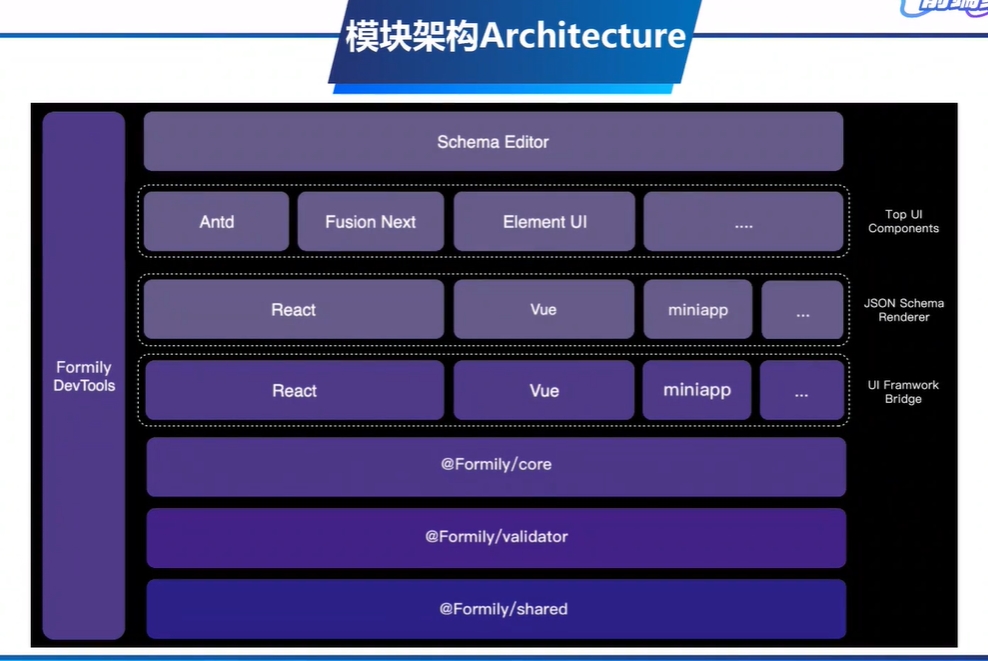 前端
模块架构Architecture
Schema Editor
Antd
Fusion Next
Element UI
....
Top UI
Components
React
Vue
miniapp
...
JSON Schema
Renderer
Formily
DevTools
React
Vue
miniapp
...
UI Framwork
Bridge
@Formily/core
@Formily/validator
@Formily/shared